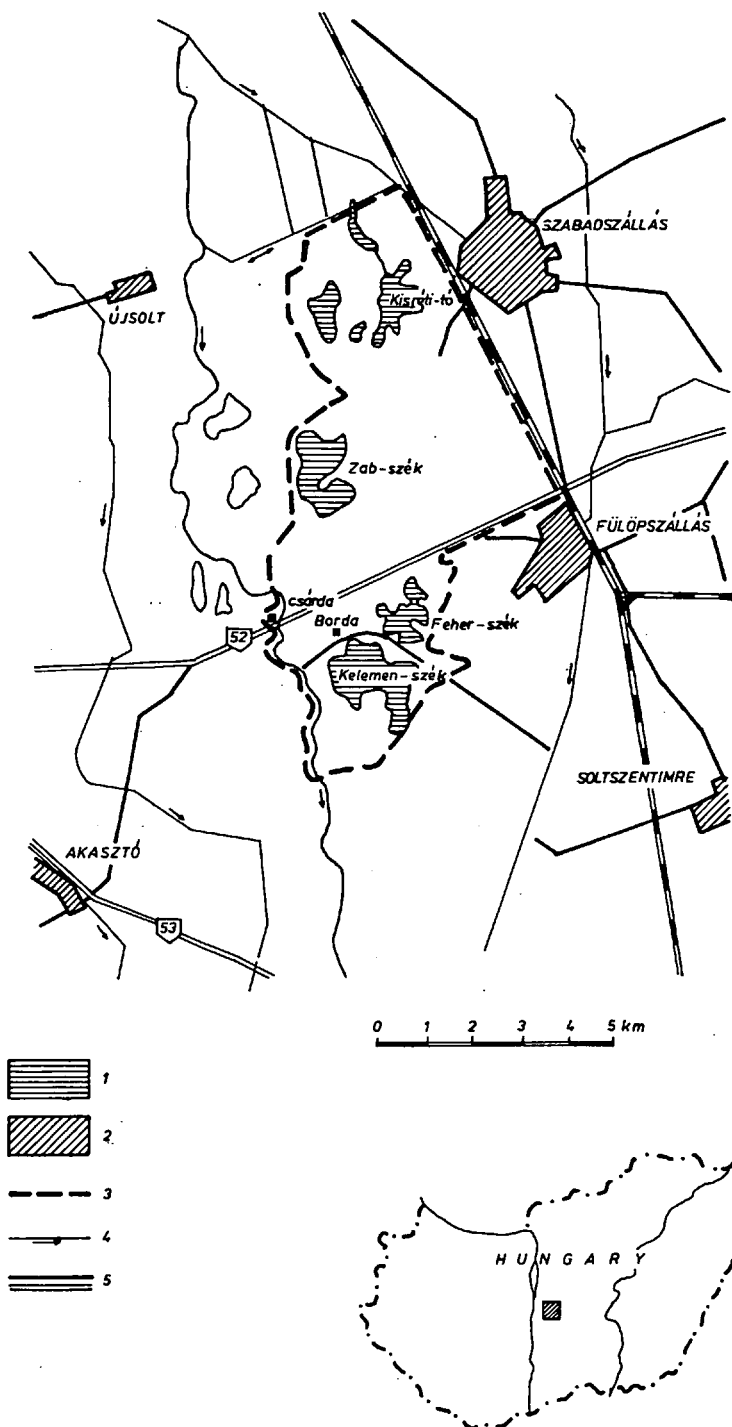 SZABADSZÁLLÁS
Kisréti-tó
ÚJSOLT
Zab-szék
FÜLÖPSZÁLLÁS
csárda
Borda
Feher-szék
52
Kelemen-szék
SOLTSZENTIMRE
AKASZTÓ
53
0 1 2 3 4 5 km
1
2
3
4
5
HUNGARY